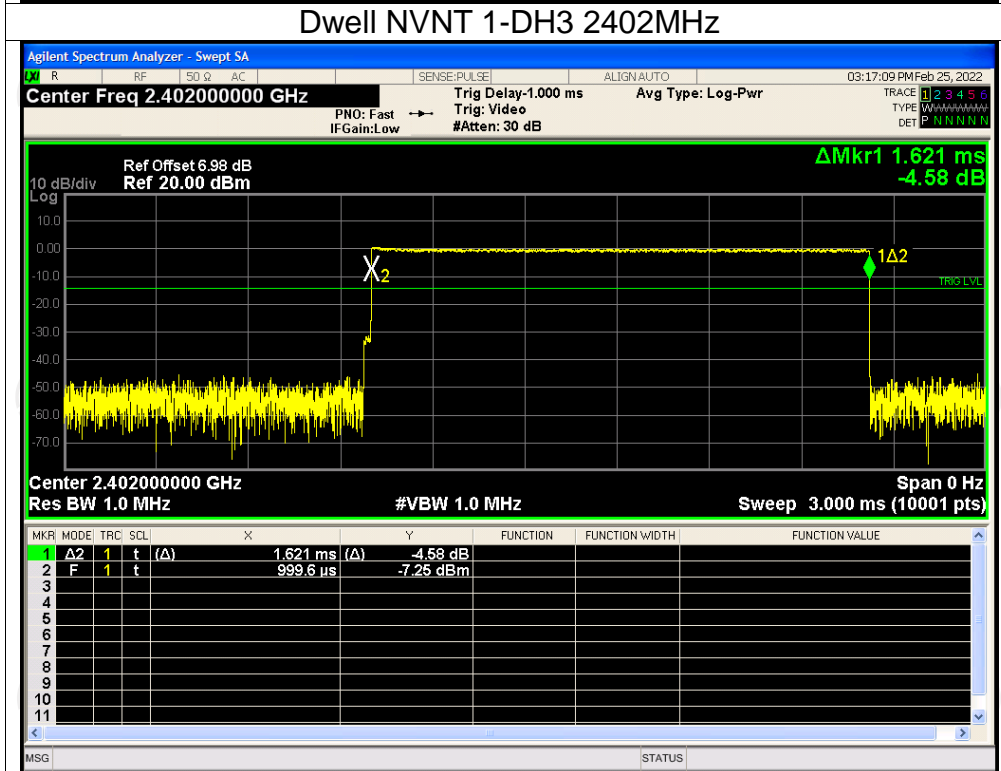 Dwell NVNT 1-DH3 2402MHz
Agilent Spectrum Analyzer - Swept SA
LXI R RF 50 Ω AC SENSE:PULSE ALIGN AUTO 03:17:09 PM Feb 25, 2022
Center Freq 2.402000000 GHz
PNO: Fast
IFGain:Low
Trig Delay-1.000 ms
Trig: Video
#Atten: 30 dB
Avg Type: Log-Pwr
TRACE 1 2 3 4 5 6
TYPE WWWWWWW
DET P N N N N N
ΔMkr1 1.621 ms
-4.58 dB
Ref Offset 6.98 dB
10 dB/div Ref 20.00 dBm
Log
10.0
0.00
-10.0
-20.0
-30.0
-40.0
-50.0
-60.0
-70.0
X2
1Δ2
TRIG LVL
Center 2.402000000 GHz Span 0 Hz
Res BW 1.0 MHz #VBW 1.0 MHz Sweep 3.000 ms (10001 pts)
MKR MODE TRC SCL X Y FUNCTION FUNCTION WIDTH FUNCTION VALUE
1 Δ2 1 t (Δ) 1.621 ms (Δ) -4.58 dB
2 F 1 t 999.6 µs -7.25 dBm
3
4
5
6
7
8
9
10
11
MSG STATUS